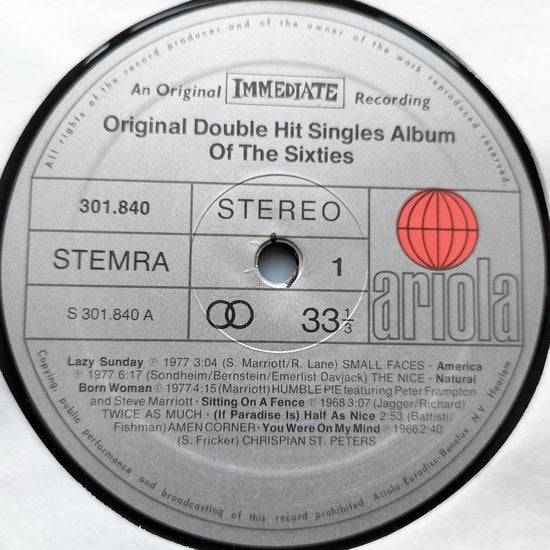 All rights of the record producer and of the owner of the work reproduced reserved.
An Original IMMEDIATE Recording
Original Double Hit Singles Album
Of The Sixties
301.840
STEREO
STEMRA
1
S 301.840 A
33 1/3
ariola
Lazy Sunday ℗ 1977 3:04 (S. Marriott/R. Lane) SMALL FACES · America
℗ 1977 6:17 (Sondheim/Bernstein/Emerlist Davjack) THE NICE · Natural
Born Woman ℗ 1977 4:15 (Marriott) HUMBLE PIE featuring Peter Frampton
and Steve Marriott · Sitting On A Fence ℗ 1968 3:07 (Jagger/Richard)
TWICE AS MUCH · (If Paradise Is) Half As Nice 2:53 (Battisti/
Fishman) AMEN CORNER · You Were On My Mind ℗ 1966 2:40
(S. Fricker) CHRISPIAN ST. PETERS
Copying, public performance and broadcasting of this record prohibited. Ariola-Eurodisc-Benelux N.V. Haarlem